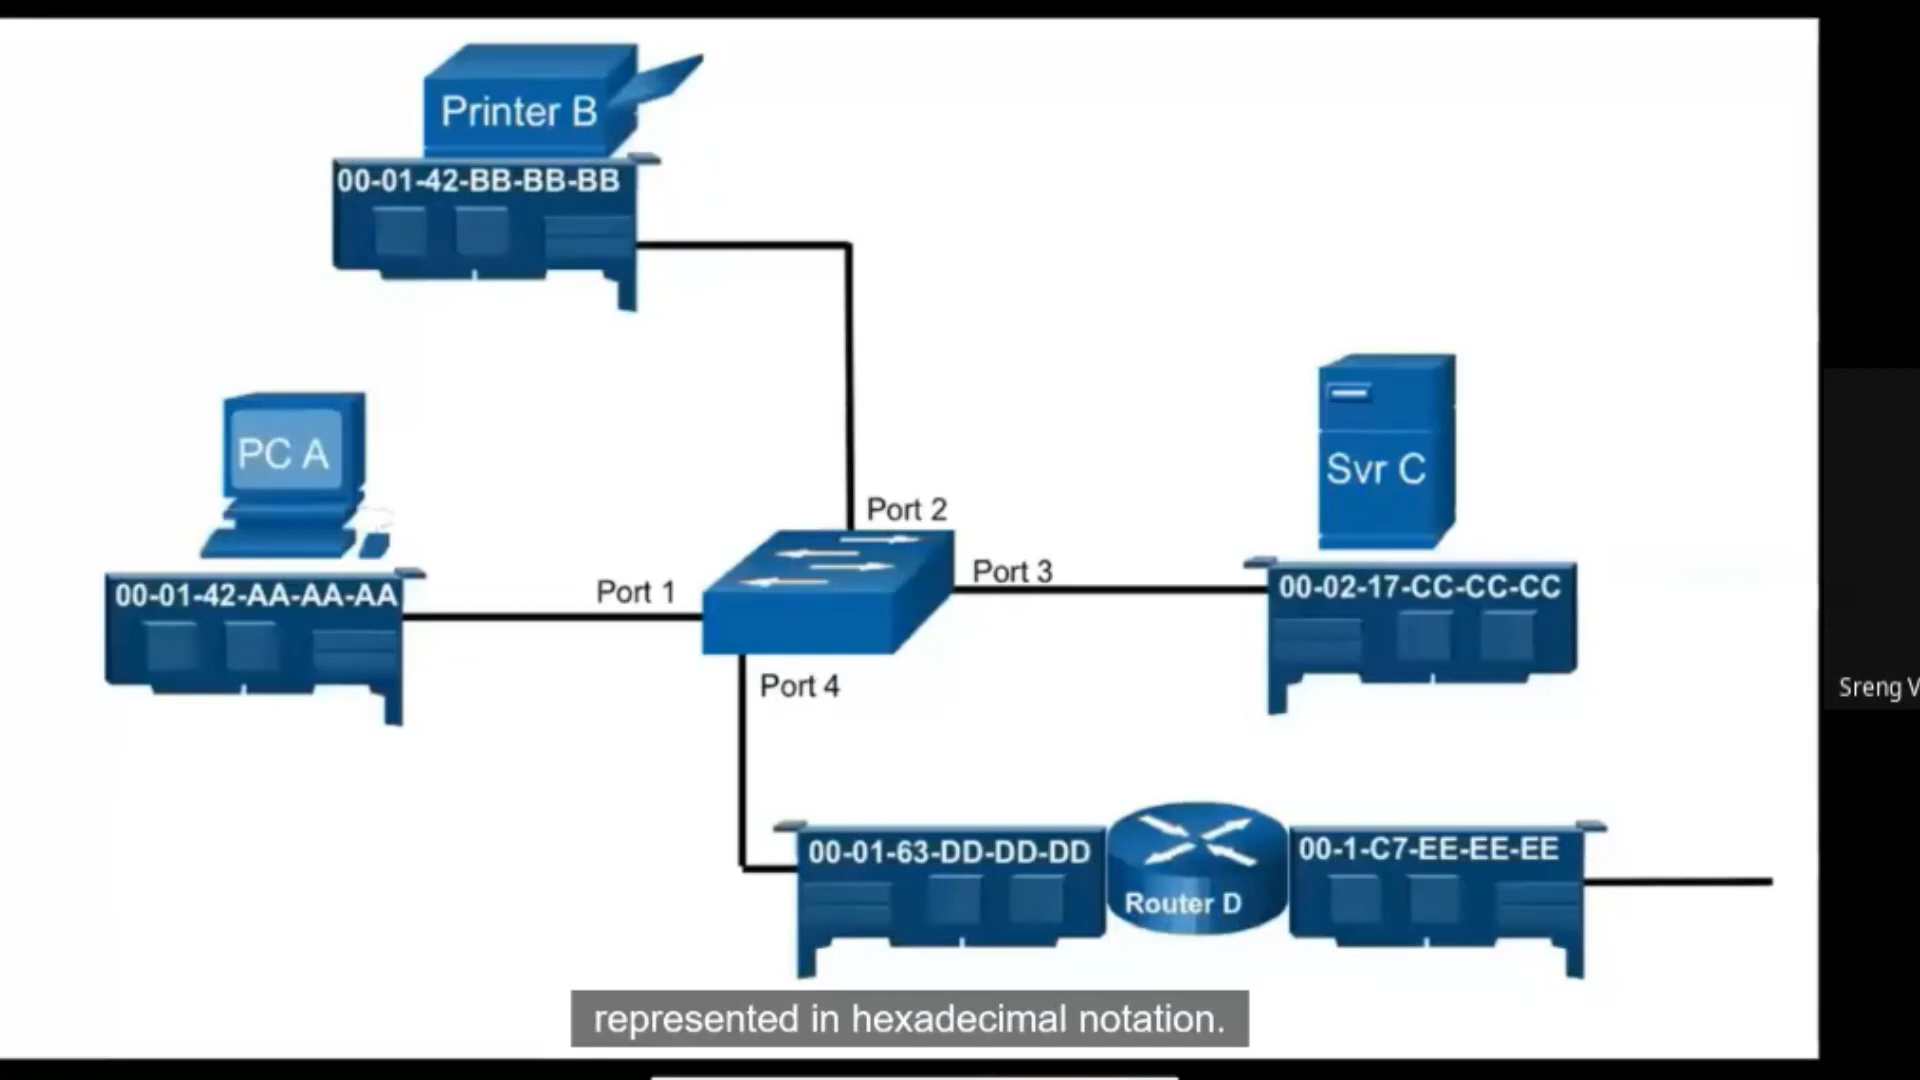 Printer B
00-01-42-BB-BB-BB
PC A
00-01-42-AA-AA-AA
Port 1
Port 2
Port 3
Port 4
Svr C
00-02-17-CC-CC-CC
00-01-63-DD-DD-DD
Router D
00-1-C7-EE-EE-EE
represented in hexadecimal notation.
Sreng V